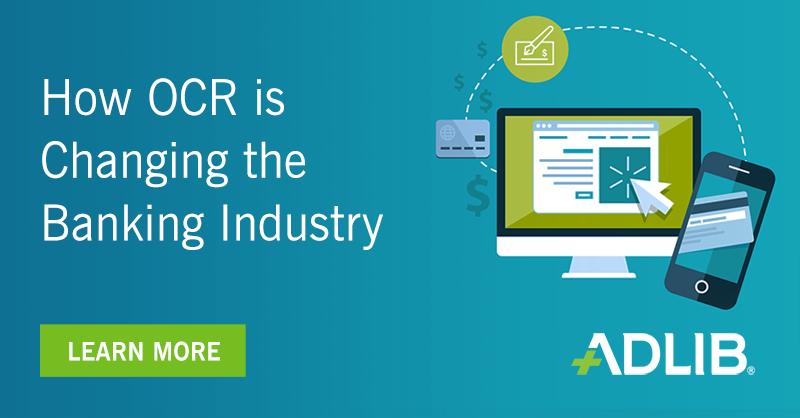 How OCR is
Changing the
Banking Industry
LEARN MORE
ADLIB®